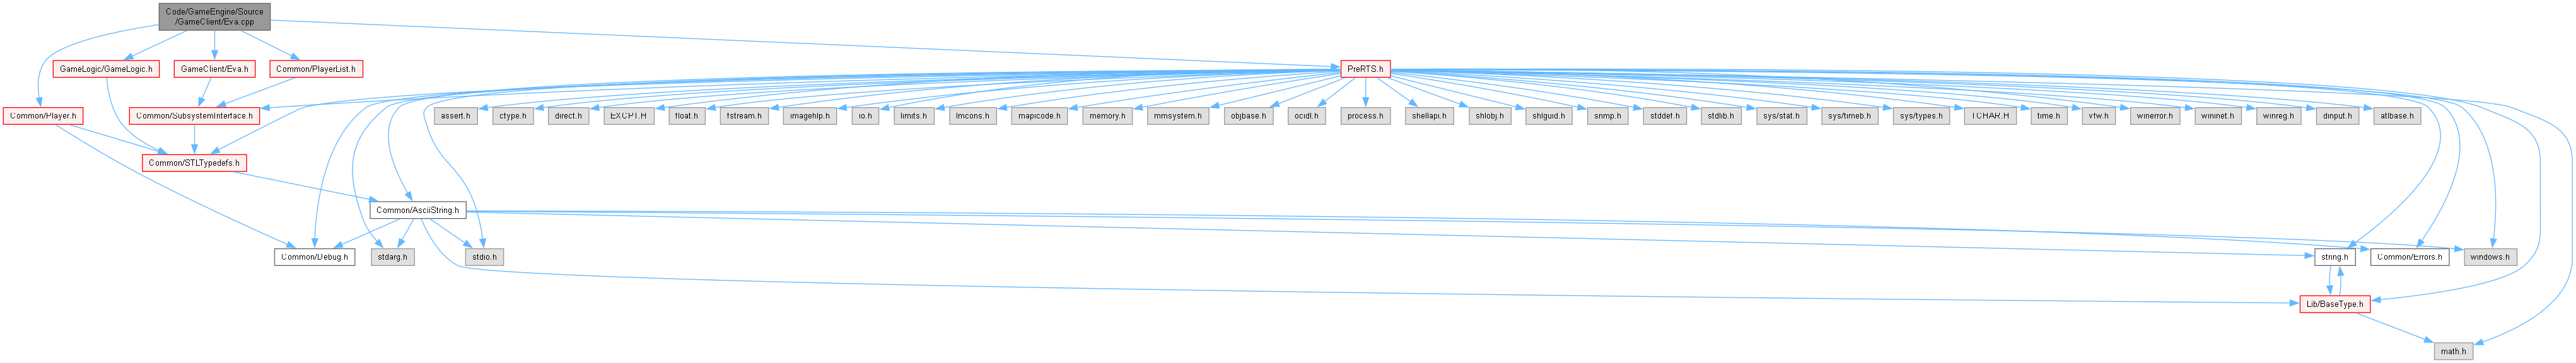 Code/GameEngine/Source
/GameClient/Eva.cpp
GameLogic/GameLogic.h
GameClient/Eva.h
Common/PlayerList.h
PreRTS.h
Common/Player.h
Common/SubsystemInterface.h
assert.h
ctype.h
direct.h
EXCPT.H
float.h
fstream.h
imagehlp.h
io.h
limits.h
lmcons.h
mapicode.h
memory.h
mmsystem.h
objbase.h
ocidl.h
process.h
shellapi.h
shlobj.h
shlguid.h
snmp.h
stddef.h
stdlib.h
sys/stat.h
sys/timeb.h
sys/types.h
TCHAR.H
time.h
vfw.h
winerror.h
wininet.h
winreg.h
dinput.h
atlbase.h
Common/STLTypedefs.h
Common/AsciiString.h
Common/Debug.h
stdarg.h
stdio.h
string.h
Common/Errors.h
windows.h
Lib/BaseType.h
math.h